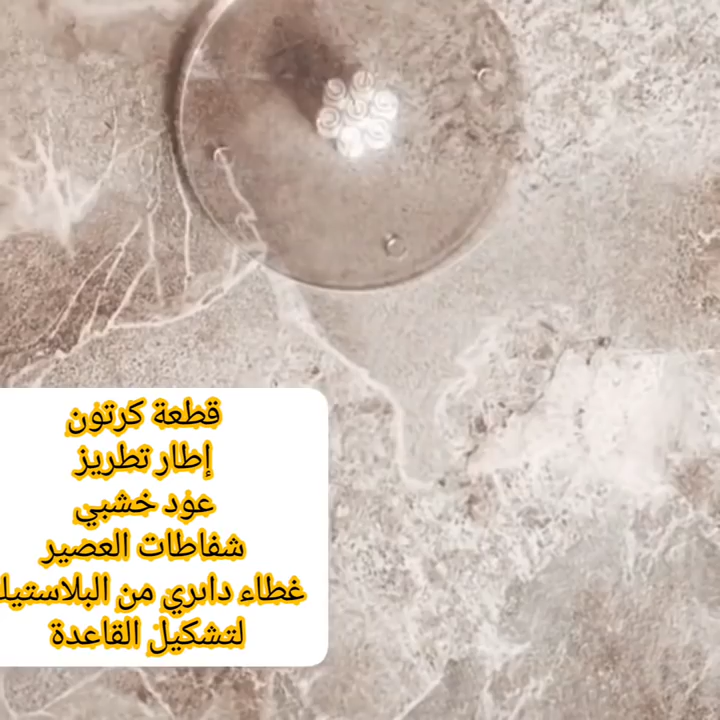 قطعة كرتون
إطار تطريز
عود خشبي
شفاطات العصير
غطاء دائري من البلاستيك
لتشكيل القاعدة